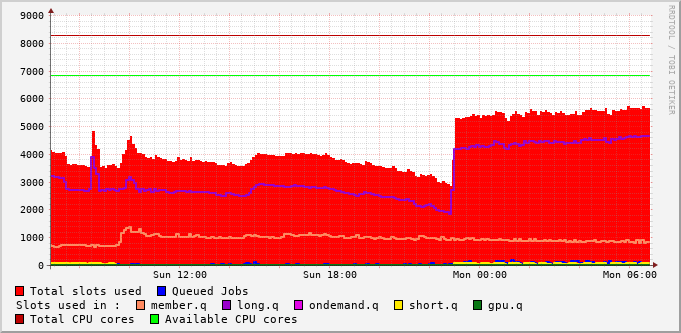 9000
8000
7000
6000
5000
4000
3000
2000
1000
0
Sun 12:00 Sun 18:00 Mon 00:00 Mon 06:00
Total slots used Queued Jobs
Slots used in : member.q long.q ondemand.q short.q gpu.q
Total CPU cores Available CPU cores
RRDTOOL / TOBI OETIKER